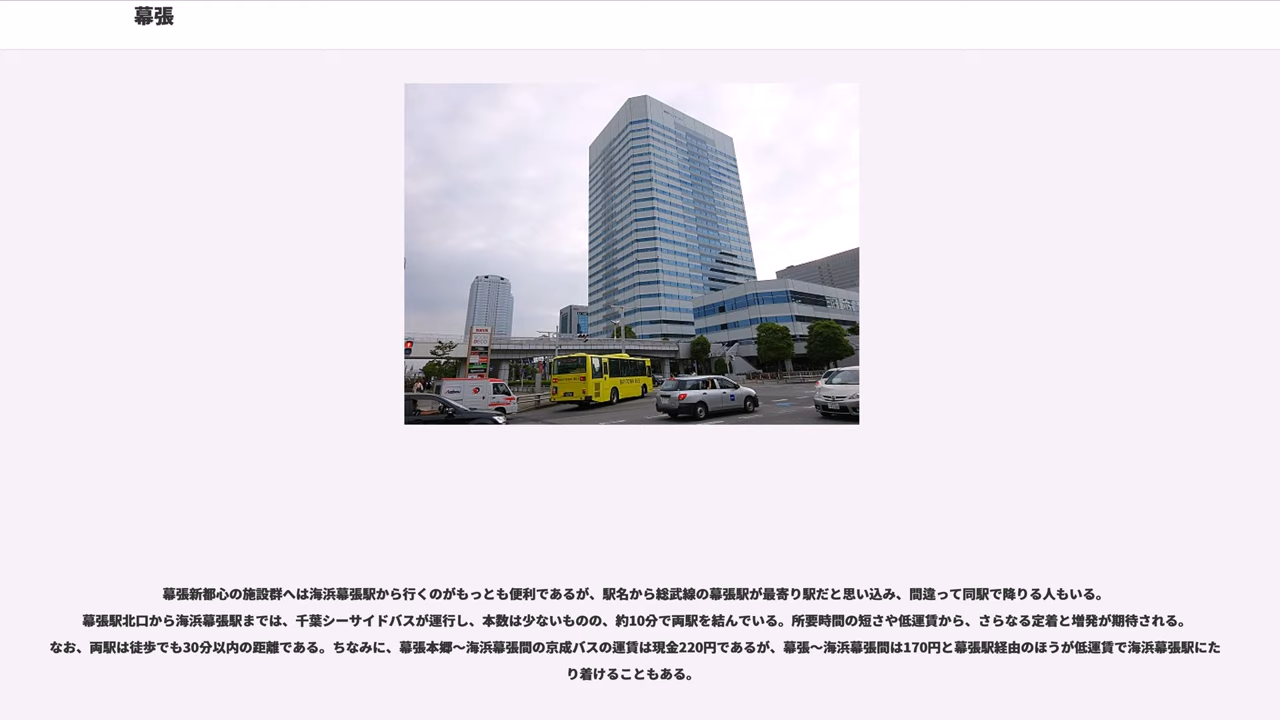 幕張
幕張新都心の施設群へは海浜幕張駅から行くのがもっとも便利であるが、駅名から総武線の幕張駅が最寄り駅だと思い込み、間違って同駅で降りる人もいる。
幕張駅北口から海浜幕張駅までは、千葉シーサイドバスが運行し、本数は少ないものの、約10分で両駅を結んでいる。所要時間の短さや低運賃から、さらなる定着と増発が期待される。
なお、両駅は徒歩でも30分以内の距離である。ちなみに、幕張本郷～海浜幕張間の京成バスの運賃は現金220円であるが、幕張～海浜幕張間は170円と幕張駅経由のほうが低運賃で海浜幕張駅にた
り着けることもある。